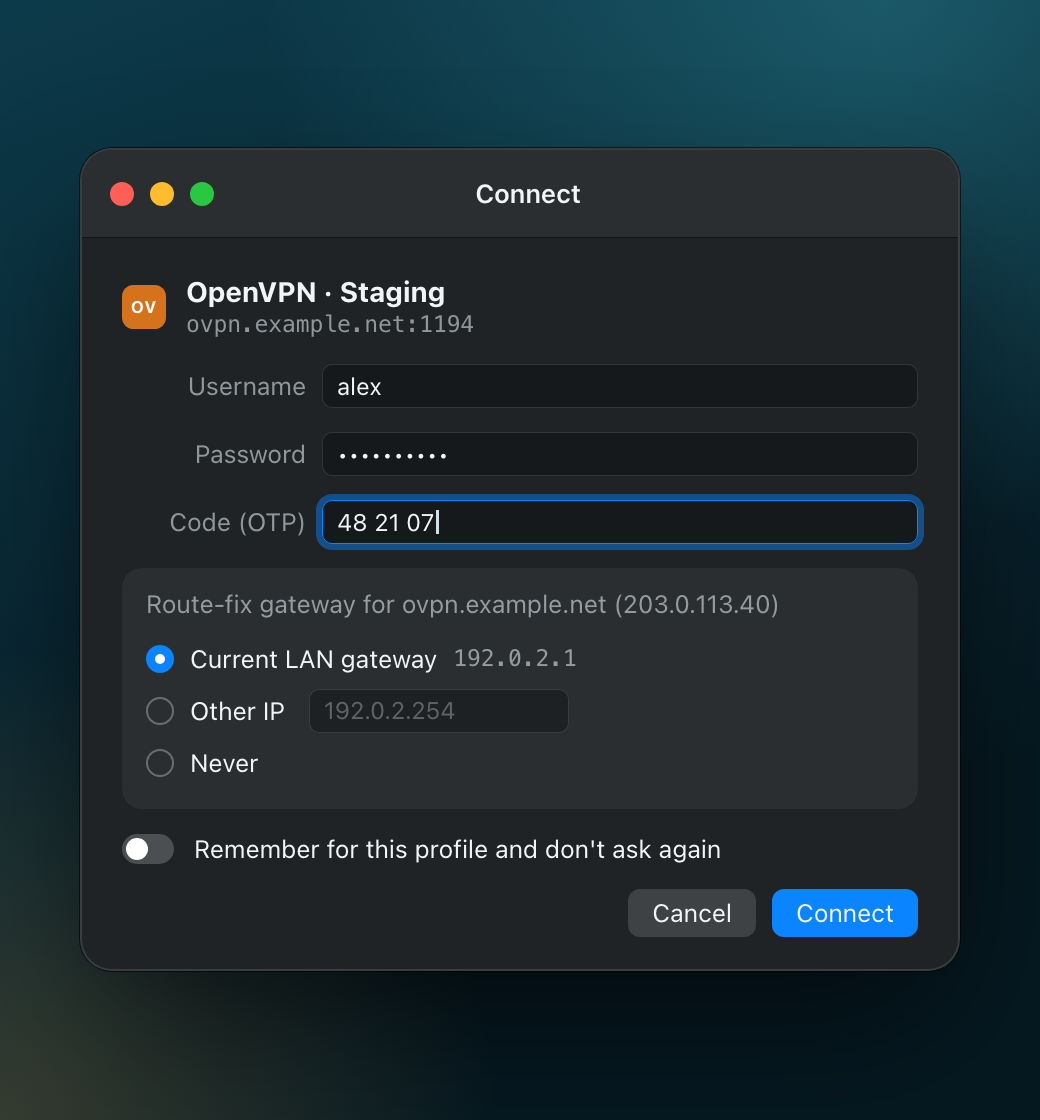 Connect
OV
OpenVPN · Staging
ovpn.example.net:1194
Username alex
Password ••••••••••
Code (OTP) 48 21 07
Route-fix gateway for ovpn.example.net (203.0.113.40)
Current LAN gateway 192.0.2.1
Other IP 192.0.2.254
Never
Remember for this profile and don't ask again
Cancel Connect